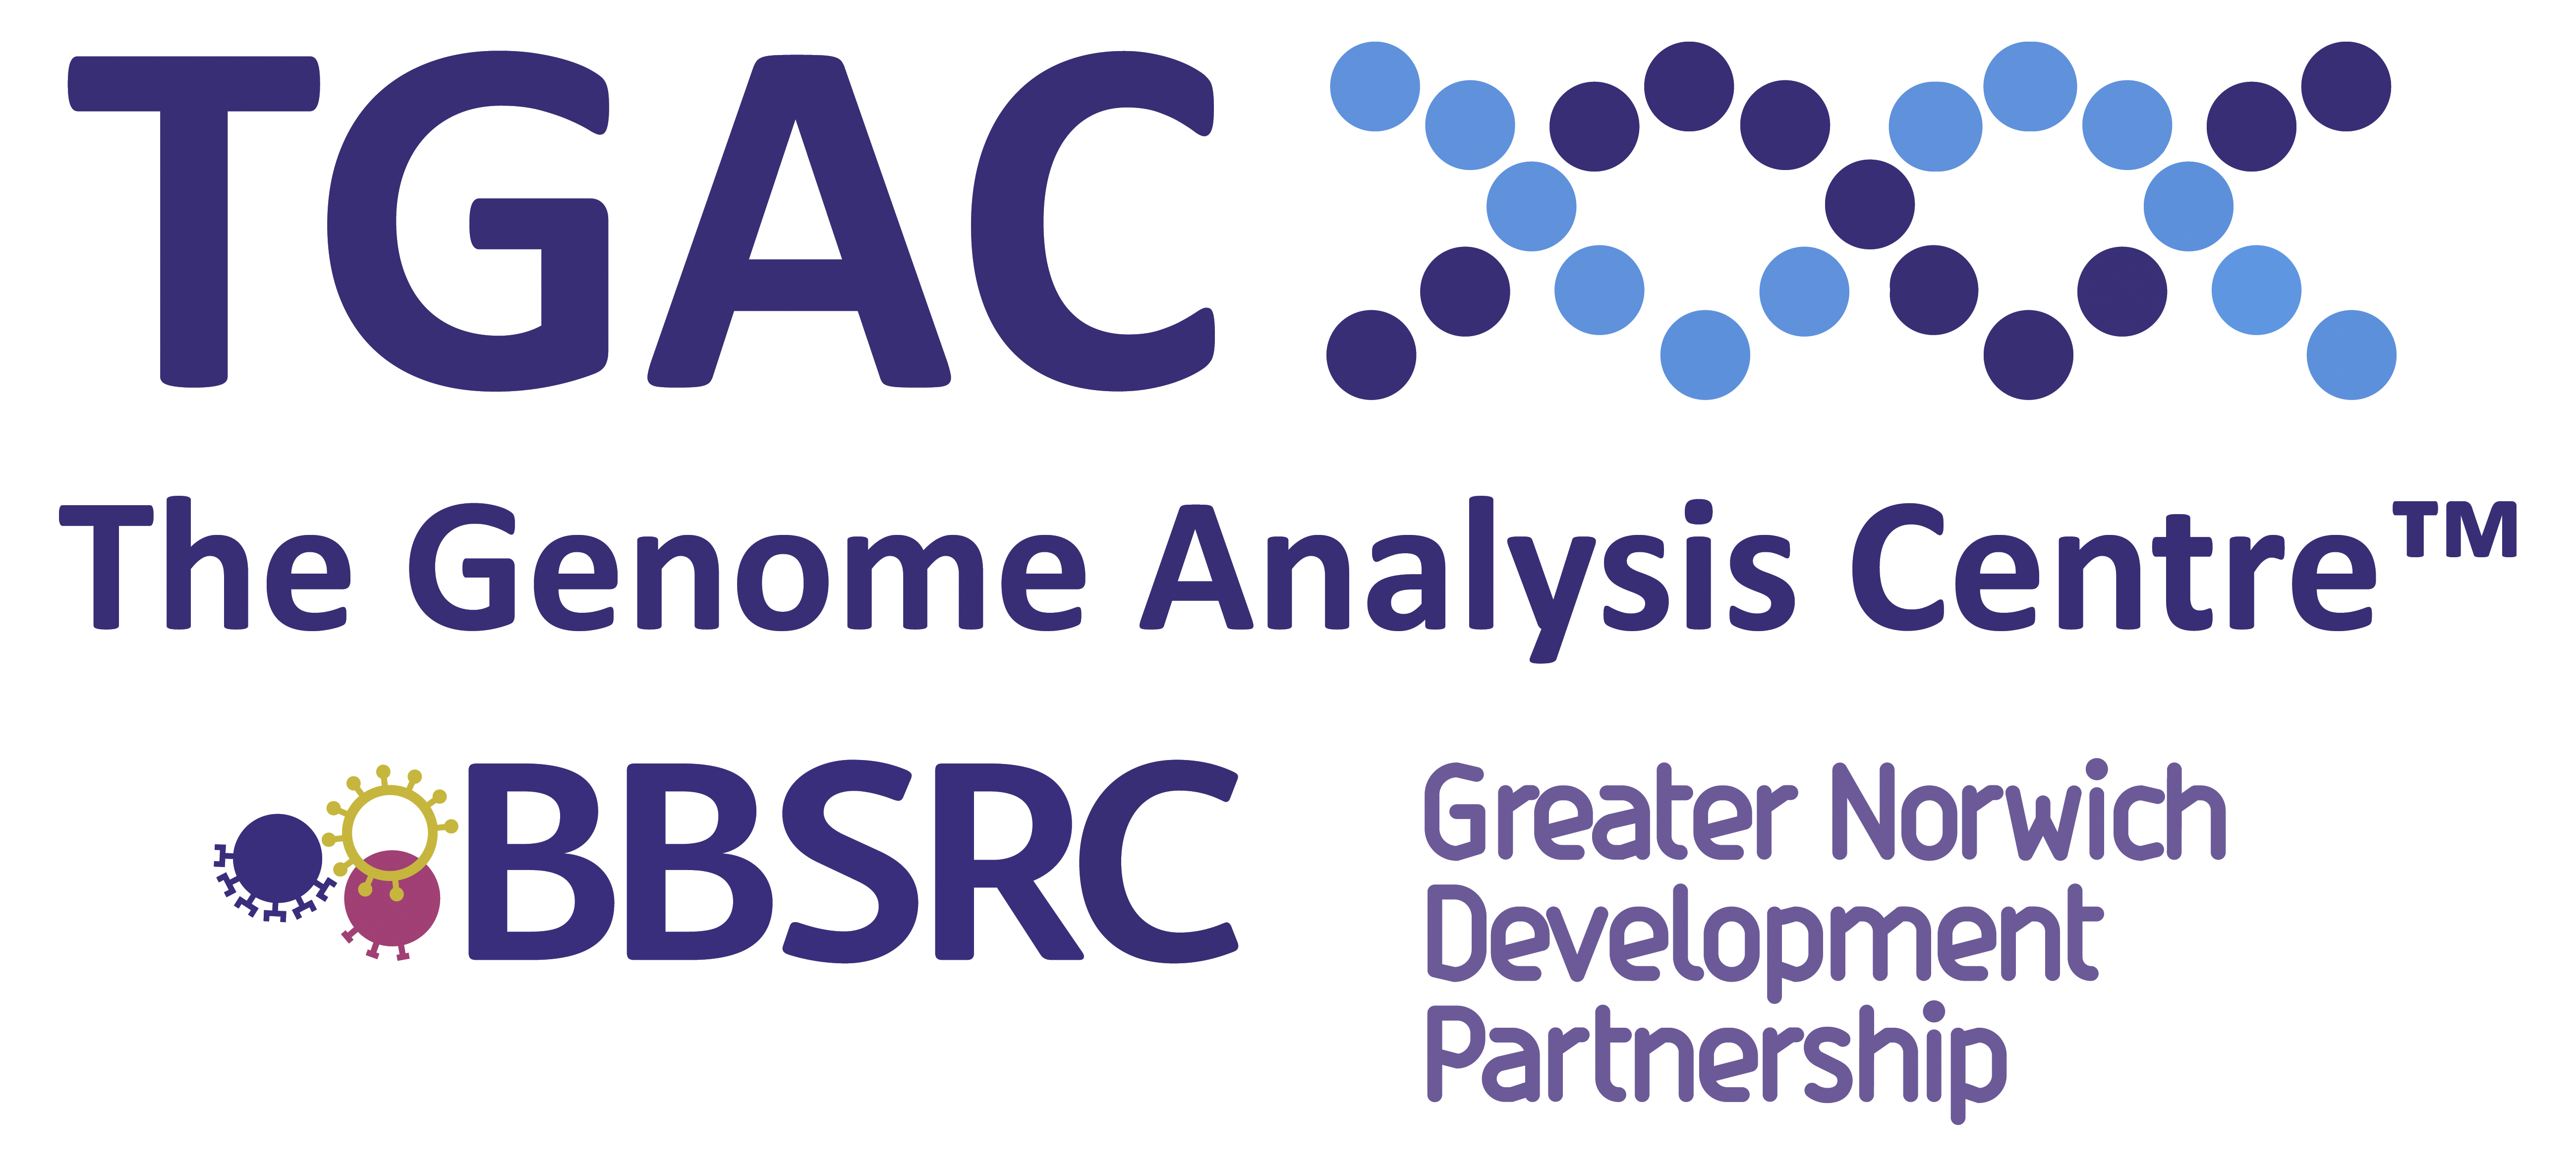 TGAC
The Genome Analysis Centre™
BBSRC
Greater Norwich
Development
Partnership